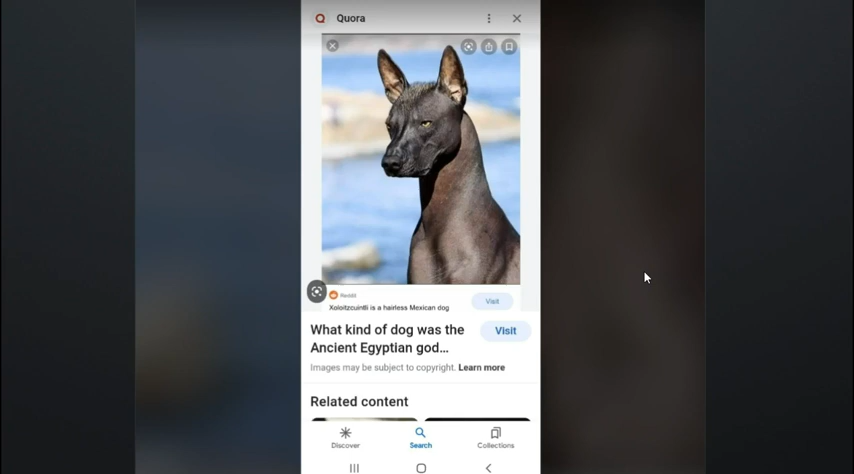 Quora
Reddit
Xoloitzcuintli is a hairless Mexican dog
Visit
What kind of dog was the
Ancient Egyptian god...
Visit
Images may be subject to copyright. Learn more
Related content
Discover
Search
Collections